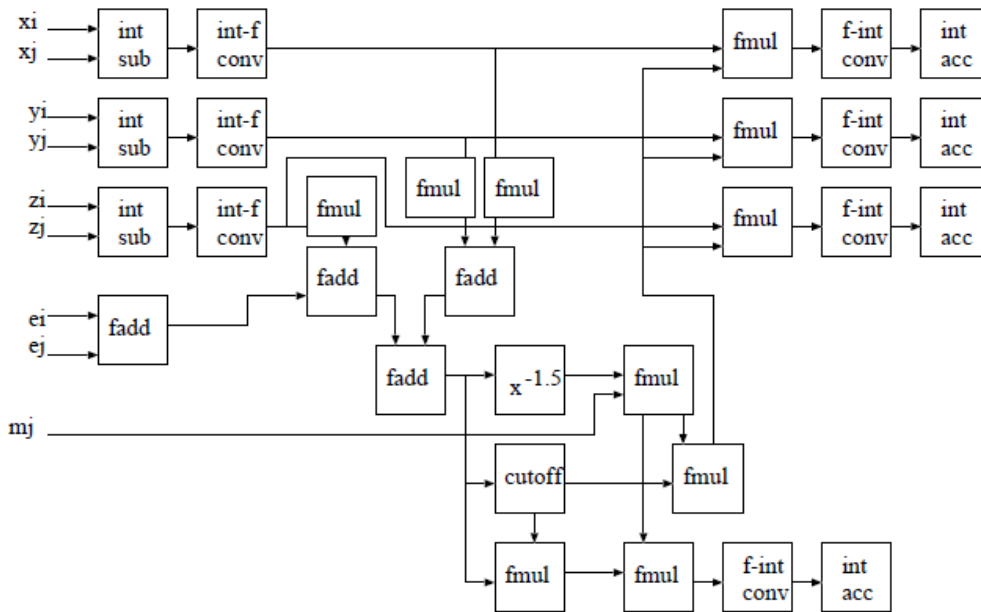 xi
xj
int
sub
int-f
conv
fmul
f-int
conv
int
acc
yi
yj
int
sub
int-f
conv
fmul
f-int
conv
int
acc
fmul
fmul
zi
zj
int
sub
int-f
conv
fmul
fmul
f-int
conv
int
acc
fadd
fadd
ei
ej
fadd
fadd
x -1.5
fmul
mj
cutoff
fmul
fmul
fmul
f-int
conv
int
acc